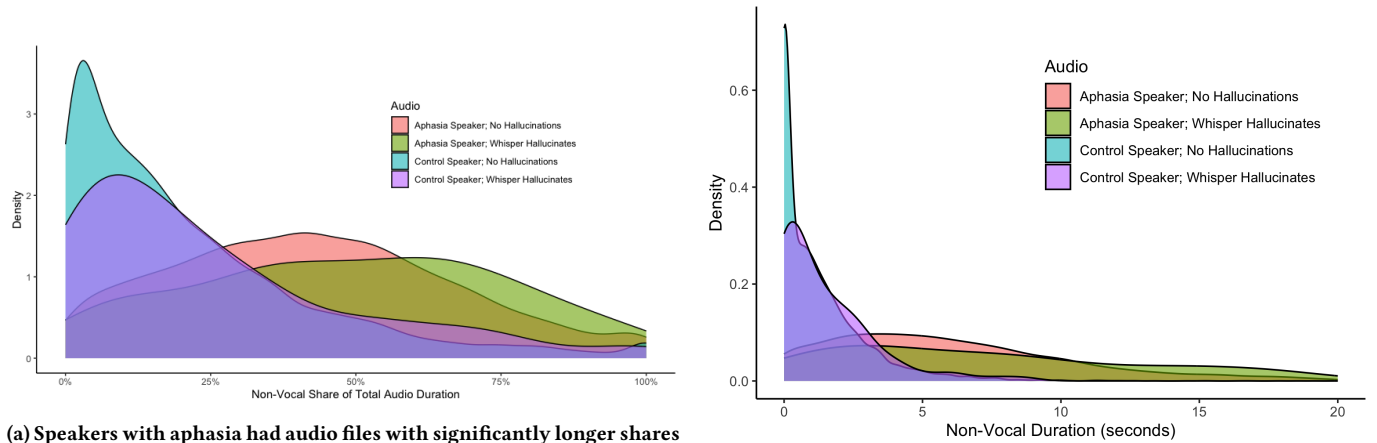 Audio
Aphasia Speaker; No Hallucinations
Aphasia Speaker; Whisper Hallucinates
Control Speaker; No Hallucinations
Control Speaker; Whisper Hallucinates
Density
3
2
1
0
0%
25%
50%
75%
100%
Non-Vocal Share of Total Audio Duration
(a) Speakers with aphasia had audio files with significantly longer shares
Audio
Aphasia Speaker; No Hallucinations
Aphasia Speaker; Whisper Hallucinates
Control Speaker; No Hallucinations
Control Speaker; Whisper Hallucinates
Density
0.6
0.4
0.2
0.0
0
5
10
15
20
Non-Vocal Duration (seconds)